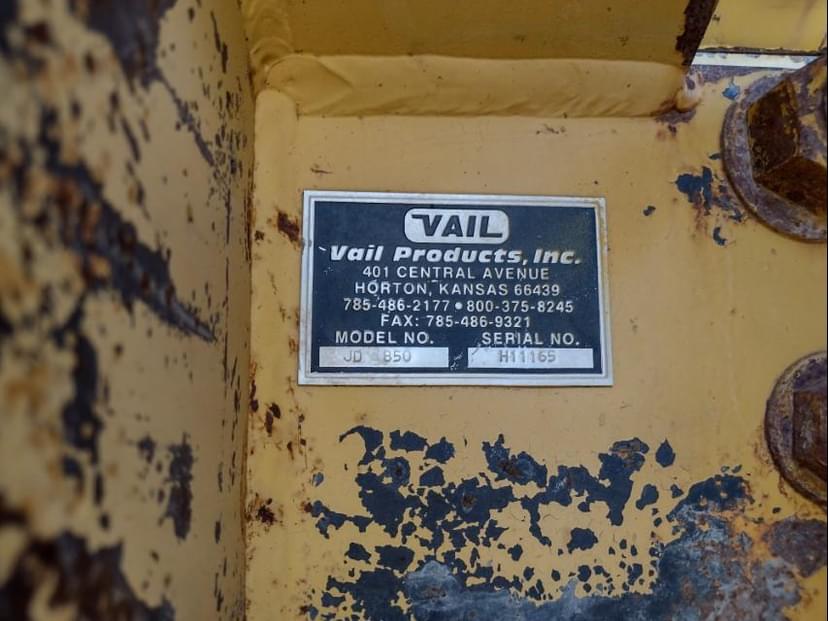 VAIL
Vail Products, Inc.
401 CENTRAL AVENUE
HORTON, KANSAS 66439
785-486-2177 • 800-375-8245
FAX: 785-486-9321
MODEL NO. SERIAL NO.
JD 850 H11165